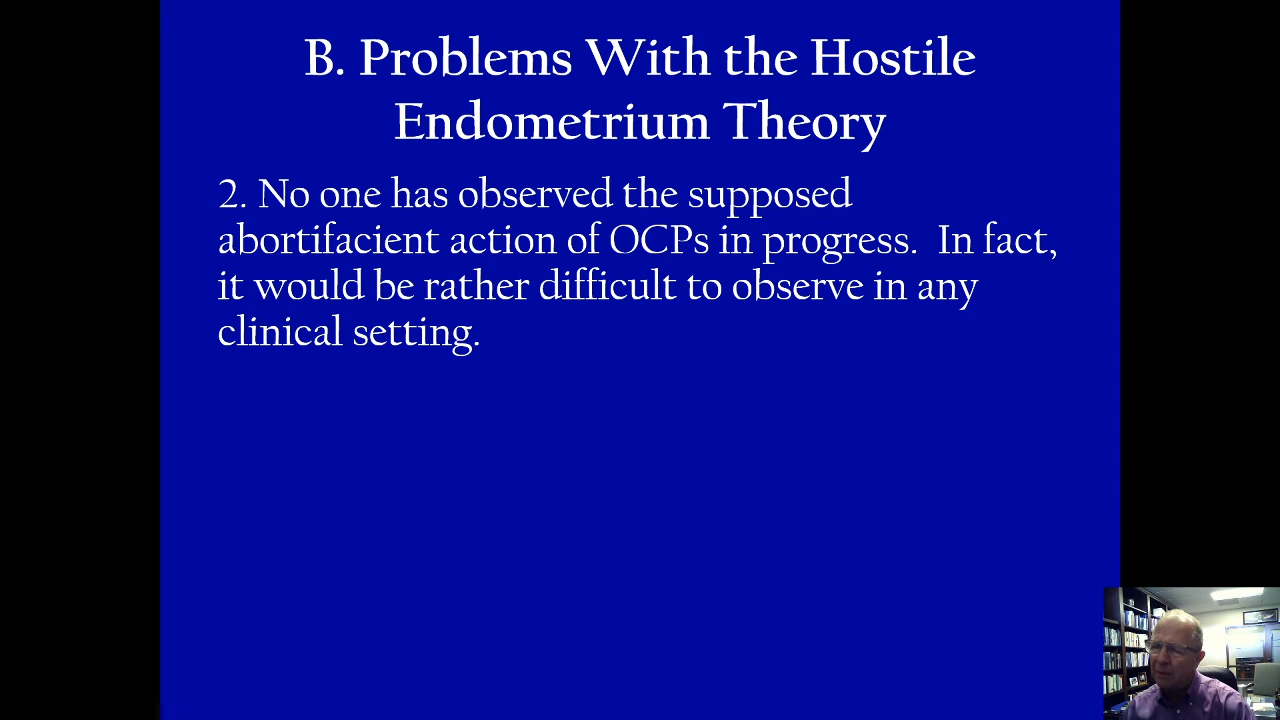 B. Problems With the Hostile
Endometrium Theory
2. No one has observed the supposed
abortifacient action of OCPs in progress.  In fact,
it would be rather difficult to observe in any
clinical setting.